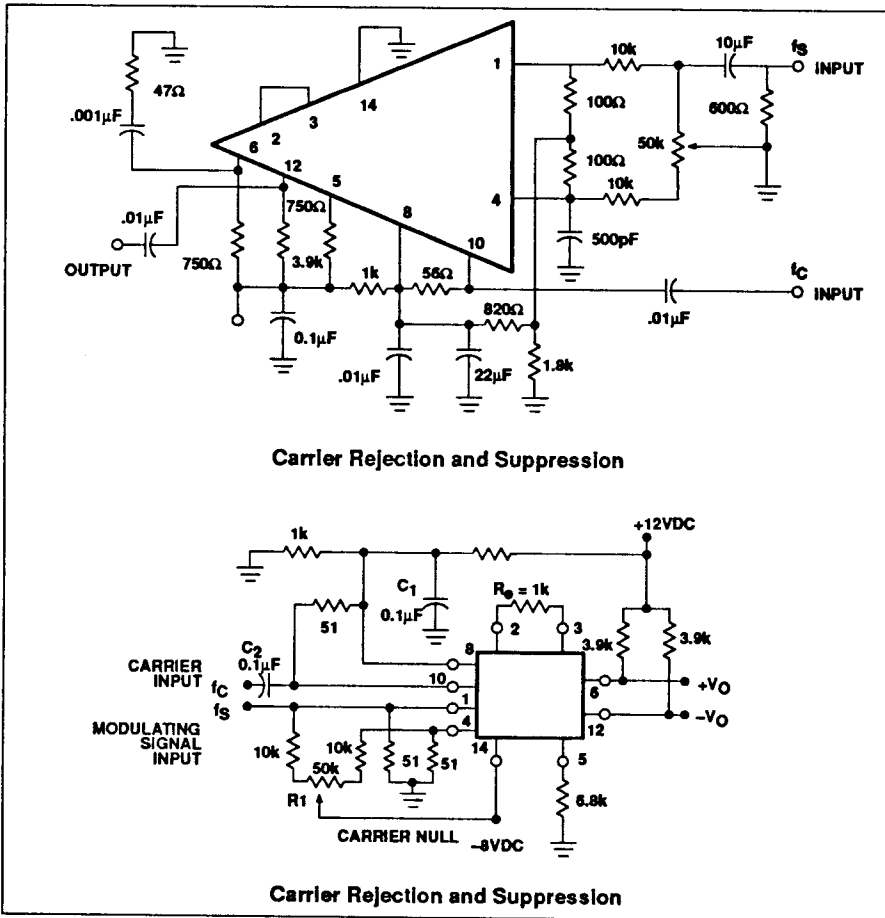 10μF
fS
1
10k
INPUT
47Ω
14
3
2
100Ω
600Ω
.001μF
6
50k
12
100Ω
5
4
10k
.01μF
750Ω
8
500pF
10
OUTPUT
750Ω
3.9k
1k
56Ω
fC
INPUT
820Ω
.01μF
0.1μF
.01μF
22μF
1.8k
Carrier Rejection and Suppression
+12VDC
1k
C1
0.1μF
Re = 1k
51
2
3
3.9k
3.9k
C2
0.1μF
8
CARRIER
INPUT
fC
10
6
+VO
fS
1
–VO
MODULATING
SIGNAL
INPUT
4
12
10k
10k
14
5
50k
51
51
R1
6.8k
CARRIER NULL
–8VDC
Carrier Rejection and Suppression